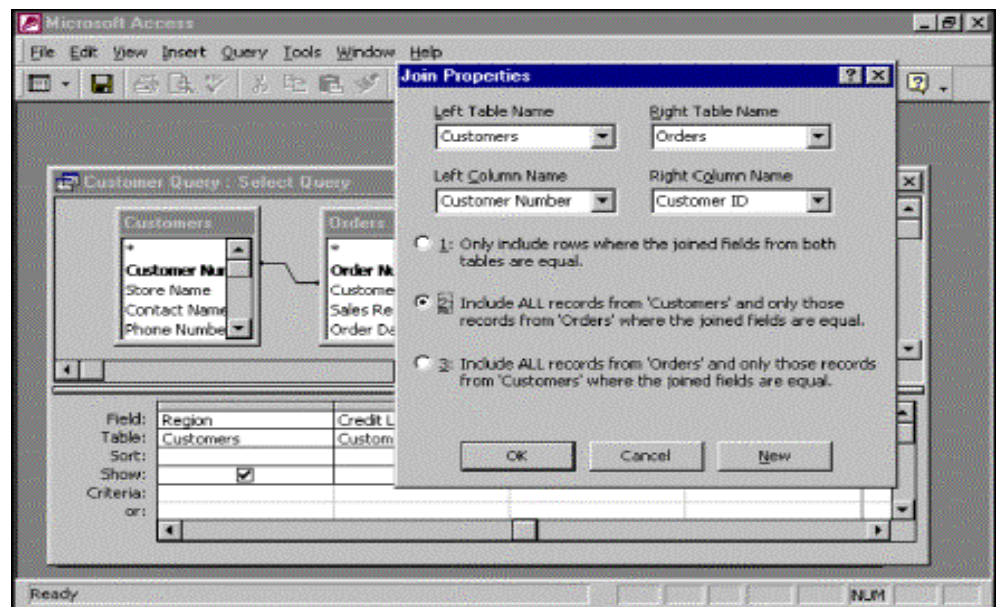 Microsoft Access
File Edit View Insert Query Tools Window Help
Join Properties
Left Table Name Right Table Name
Customers Orders
Left Column Name Right Column Name
Customer Number Customer ID
1: Only include rows where the joined fields from both
tables are equal.
2: Include ALL records from 'Customers' and only those
records from 'Orders' where the joined fields are equal.
3: Include ALL records from 'Orders' and only those records
from 'Customers' where the joined fields are equal.
OK Cancel New
Customer Query : Select Query
Customers Orders
* *
Customer Nur Order Nu
Store Name Custome
Contact Name Sales Re
Phone Numbe Order Da
Field: Region Credit L
Table: Customers Custom
Sort:
Show:
Criteria:
or:
Ready NUM